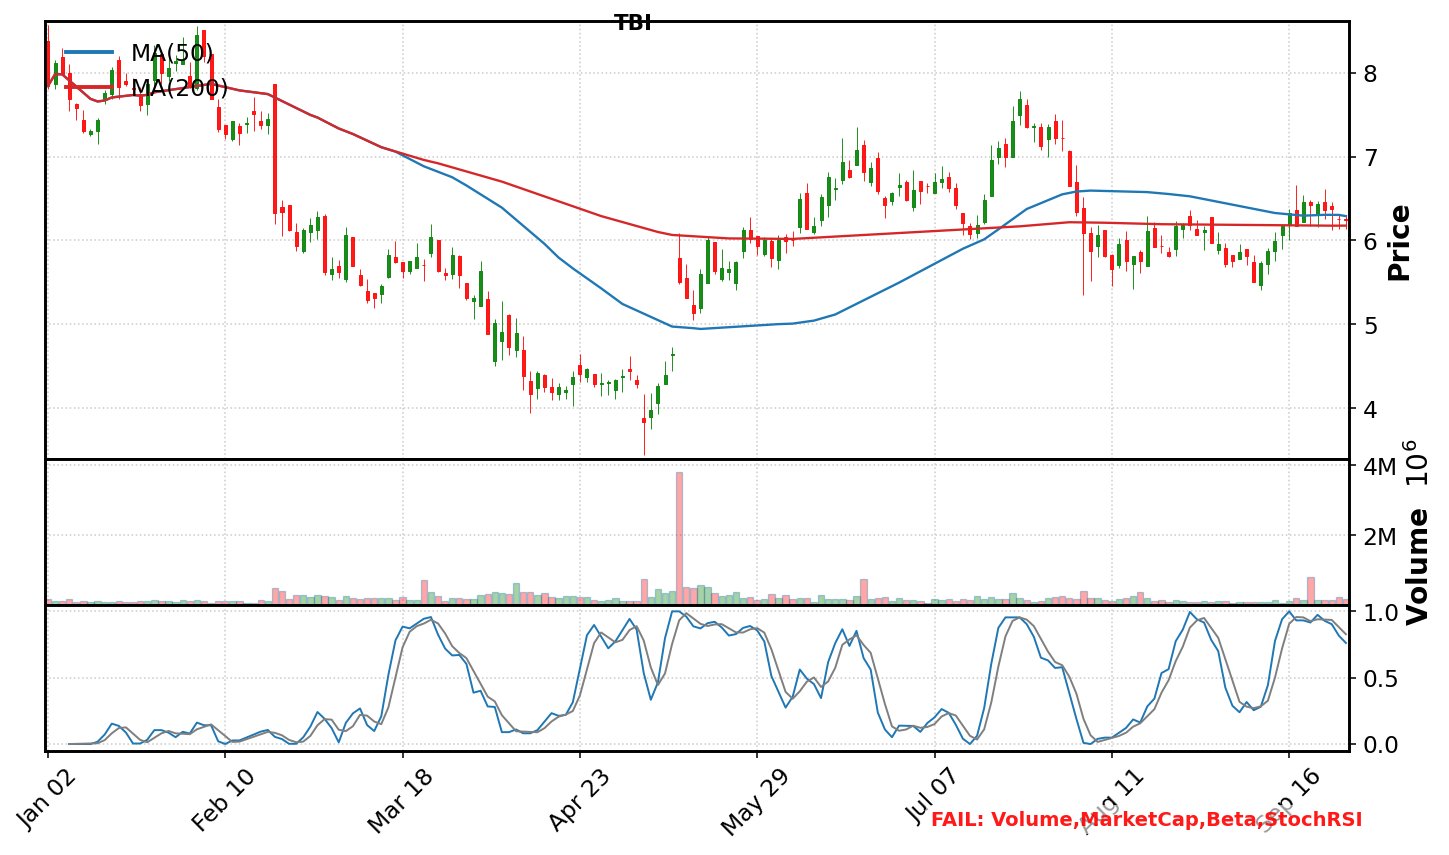 TBI
MA(50)
MA(200)
8
7
6
5
4
Price
4M
2M
Volume 10⁶
1.0
0.5
0.0
Jan 02
Feb 10
Mar 18
Apr 23
May 29
Jul 07
Aug 11
Sep 16
FAIL: Volume,MarketCap,Beta,StochRSI